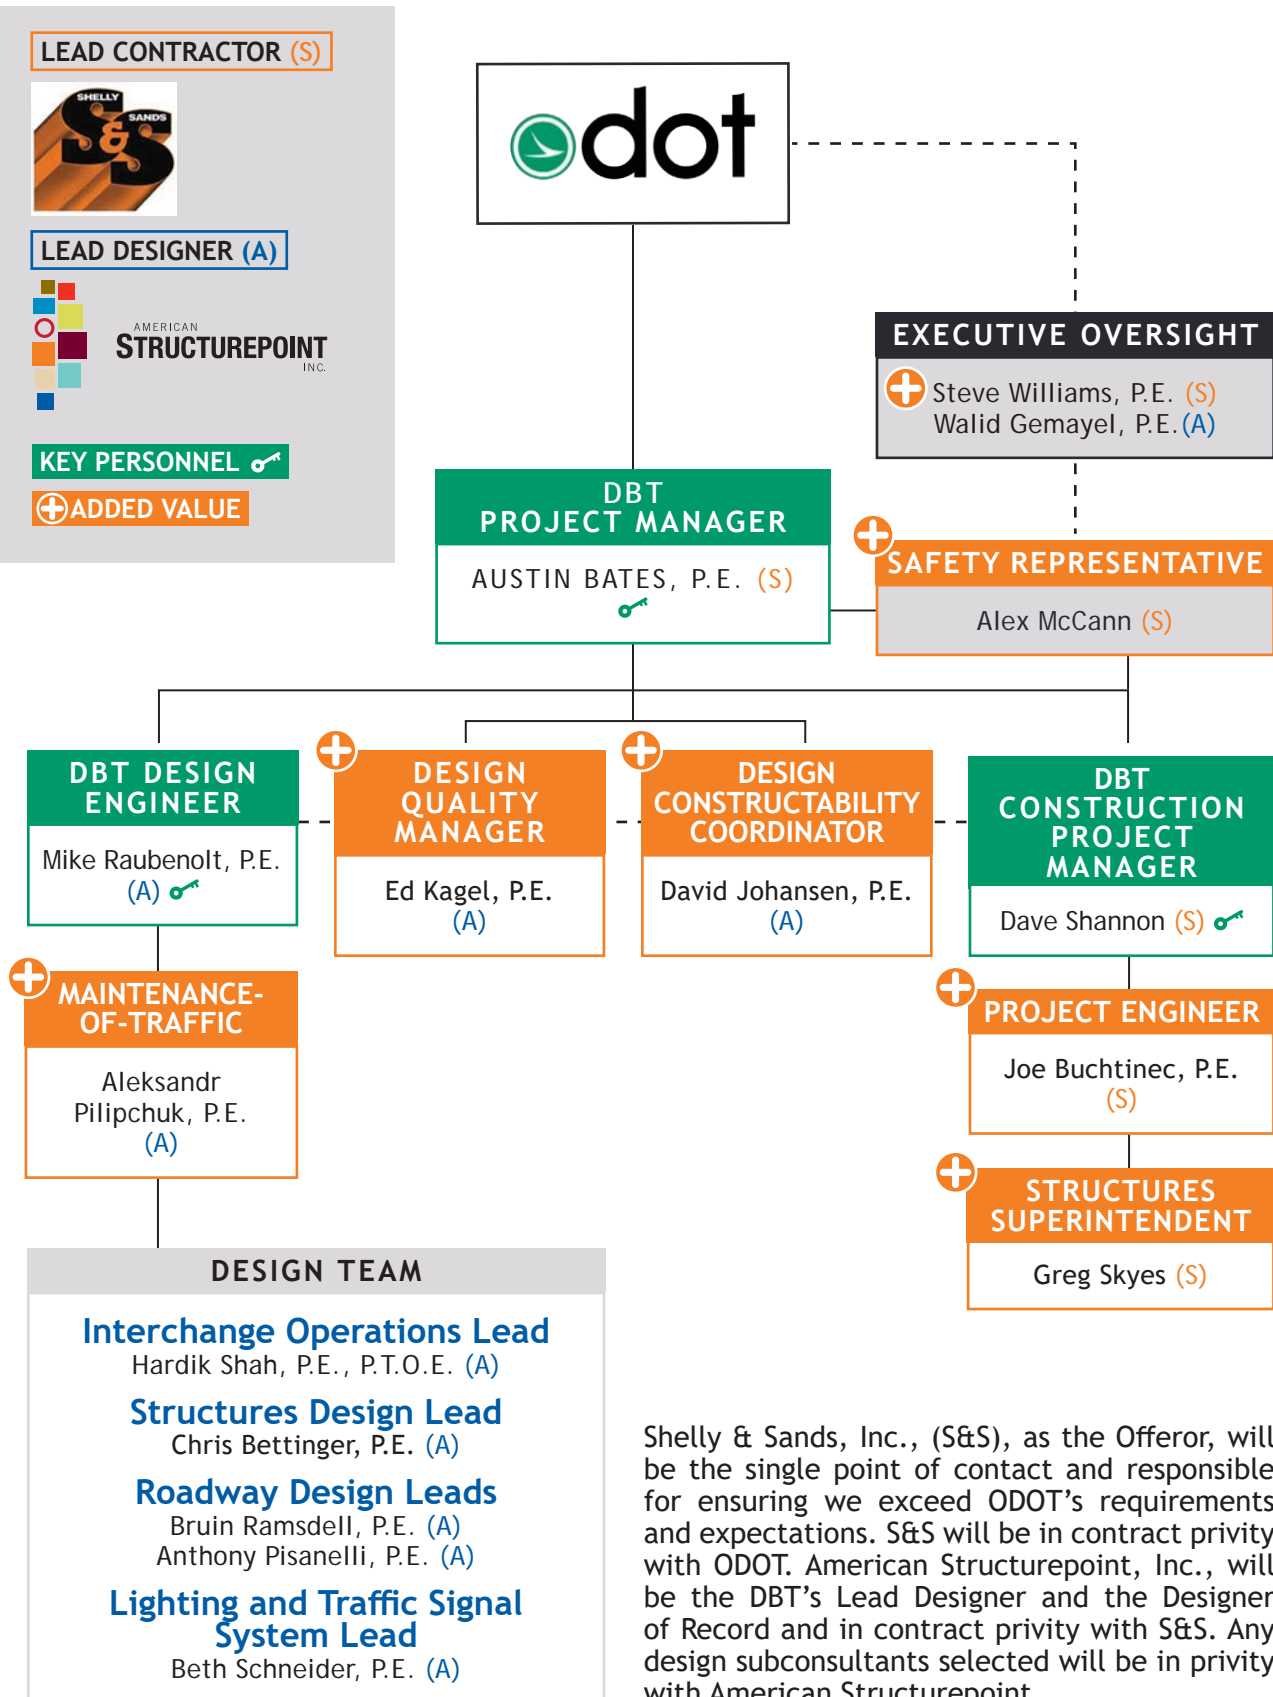 LEAD CONTRACTOR (S)
SHELLY
S&S
SANDS
LEAD DESIGNER (A)
AMERICAN
STRUCTUREPOINT
INC.
KEY PERSONNEL
ADDED VALUE
odot
EXECUTIVE OVERSIGHT
Steve Williams, P.E. (S)
Walid Gemayel, P.E. (A)
DBT
PROJECT MANAGER
AUSTIN BATES, P.E. (S)
SAFETY REPRESENTATIVE
Alex McCann (S)
DBT DESIGN
ENGINEER
Mike Raubenolt, P.E.
(A)
DESIGN
QUALITY
MANAGER
Ed Kagel, P.E.
(A)
DESIGN
CONSTRUCTABILITY
COORDINATOR
David Johansen, P.E.
(A)
DBT
CONSTRUCTION
PROJECT
MANAGER
Dave Shannon (S)
MAINTENANCE-
OF-TRAFFIC
Aleksandr
Pilipchuk, P.E.
(A)
PROJECT ENGINEER
Joe Buchtinec, P.E.
(S)
STRUCTURES
SUPERINTENDENT
Greg Skyes (S)
DESIGN TEAM
Interchange Operations Lead
Hardik Shah, P.E., P.T.O.E. (A)
Structures Design Lead
Chris Bettinger, P.E. (A)
Roadway Design Leads
Bruin Ramsdell, P.E. (A)
Anthony Pisanelli, P.E. (A)
Lighting and Traffic Signal
System Lead
Beth Schneider, P.E. (A)
Shelly & Sands, Inc., (S&S), as the Offeror, will
be the single point of contact and responsible
for ensuring we exceed ODOT's requirements
and expectations. S&S will be in contract privity
with ODOT. American Structurepoint, Inc., will
be the DBT's Lead Designer and the Designer
of Record and in contract privity with S&S. Any
design subconsultants selected will be in privity
with American Structurepoint.